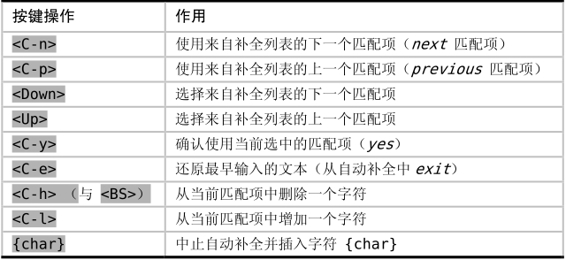 按键操作 作用
<C-n> 使用来自补全列表的下一个匹配项（next 匹配项）
<C-p> 使用来自补全列表的上一个匹配项（previous 匹配项）
<Down> 选择来自补全列表的下一个匹配项
<Up> 选择来自补全列表的上一个匹配项
<C-y> 确认使用当前选中的匹配项（yes）
<C-e> 还原最早输入的文本（从自动补全中 exit）
<C-h> （与 <BS>） 从当前匹配项中删除一个字符
<C-l> 从当前匹配项中增加一个字符
{char} 中止自动补全并插入字符 {char}